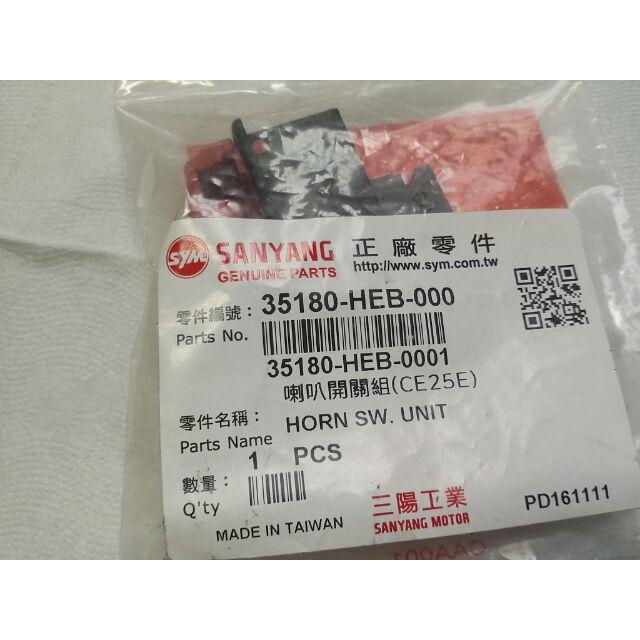 SYM SANYANG 正廠零件
GENUINE PARTS http://www.sym.com.tw
零件編號： 35180-HEB-000
Parts No.
35180-HEB-0001
喇叭開關組(CE25E)
零件名稱： HORN SW. UNIT
Parts Name
1 PCS
數量：
Q'ty
三陽工業 PD161111
MADE IN TAIWAN SANYANG MOTOR
CAA001